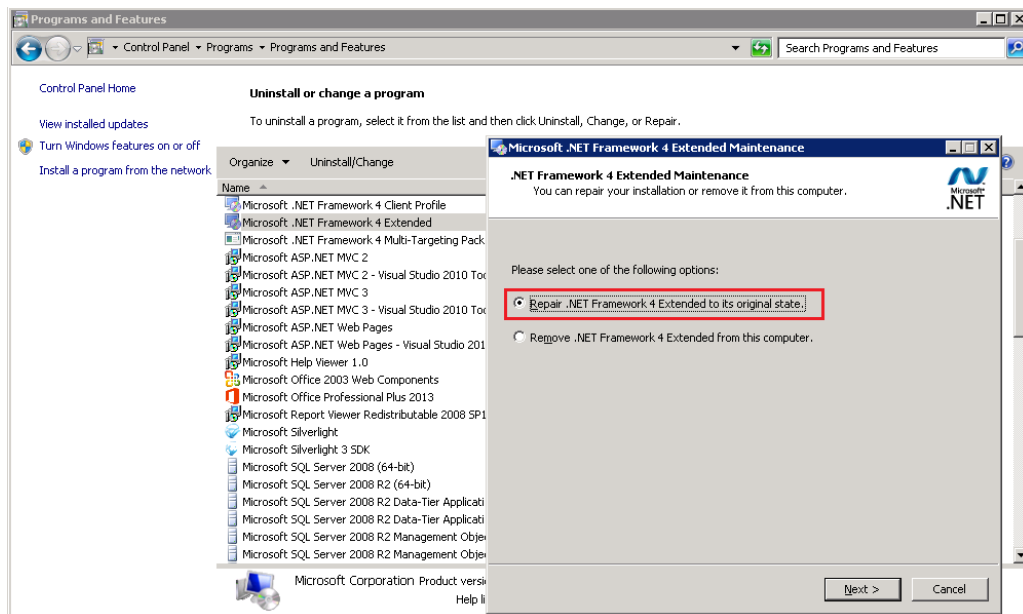 Programs and Features
Control Panel ▾ Programs ▾ Programs and Features
Search Programs and Features
Control Panel Home
View installed updates
Turn Windows features on or off
Install a program from the network
Uninstall or change a program
To uninstall a program, select it from the list and then click Uninstall, Change, or Repair.
Organize Uninstall/Change
Name
Microsoft .NET Framework 4 Client Profile
Microsoft .NET Framework 4 Extended
Microsoft .NET Framework 4 Multi-Targeting Pack
Microsoft ASP.NET MVC 2
Microsoft ASP.NET MVC 2 - Visual Studio 2010 Too
Microsoft ASP.NET MVC 3
Microsoft ASP.NET MVC 3 - Visual Studio 2010 Too
Microsoft ASP.NET Web Pages
Microsoft ASP.NET Web Pages - Visual Studio 201
Microsoft Help Viewer 1.0
Microsoft Office 2003 Web Components
Microsoft Office Professional Plus 2013
Microsoft Report Viewer Redistributable 2008 SP1
Microsoft Silverlight
Microsoft Silverlight 3 SDK
Microsoft SQL Server 2008 (64-bit)
Microsoft SQL Server 2008 R2 (64-bit)
Microsoft SQL Server 2008 R2 Data-Tier Applicati
Microsoft SQL Server 2008 R2 Data-Tier Applicati
Microsoft SQL Server 2008 R2 Management Obje
Microsoft SQL Server 2008 R2 Management Obje
Microsoft Corporation Product versi
Help li
Microsoft .NET Framework 4 Extended Maintenance
.NET Framework 4 Extended Maintenance
You can repair your installation or remove it from this computer.
Microsoft
.NET
Please select one of the following options:
Repair .NET Framework 4 Extended to its original state.
Remove .NET Framework 4 Extended from this computer.
Next >
Cancel